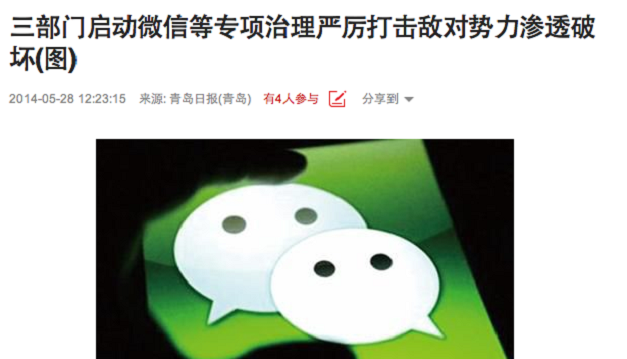 三部门启动微信等专项治理严厉打击敌对势力渗透破
坏(图)
2014-05-28 12:23:15 来源: 青岛日报(青岛) 有4人参与 分享到